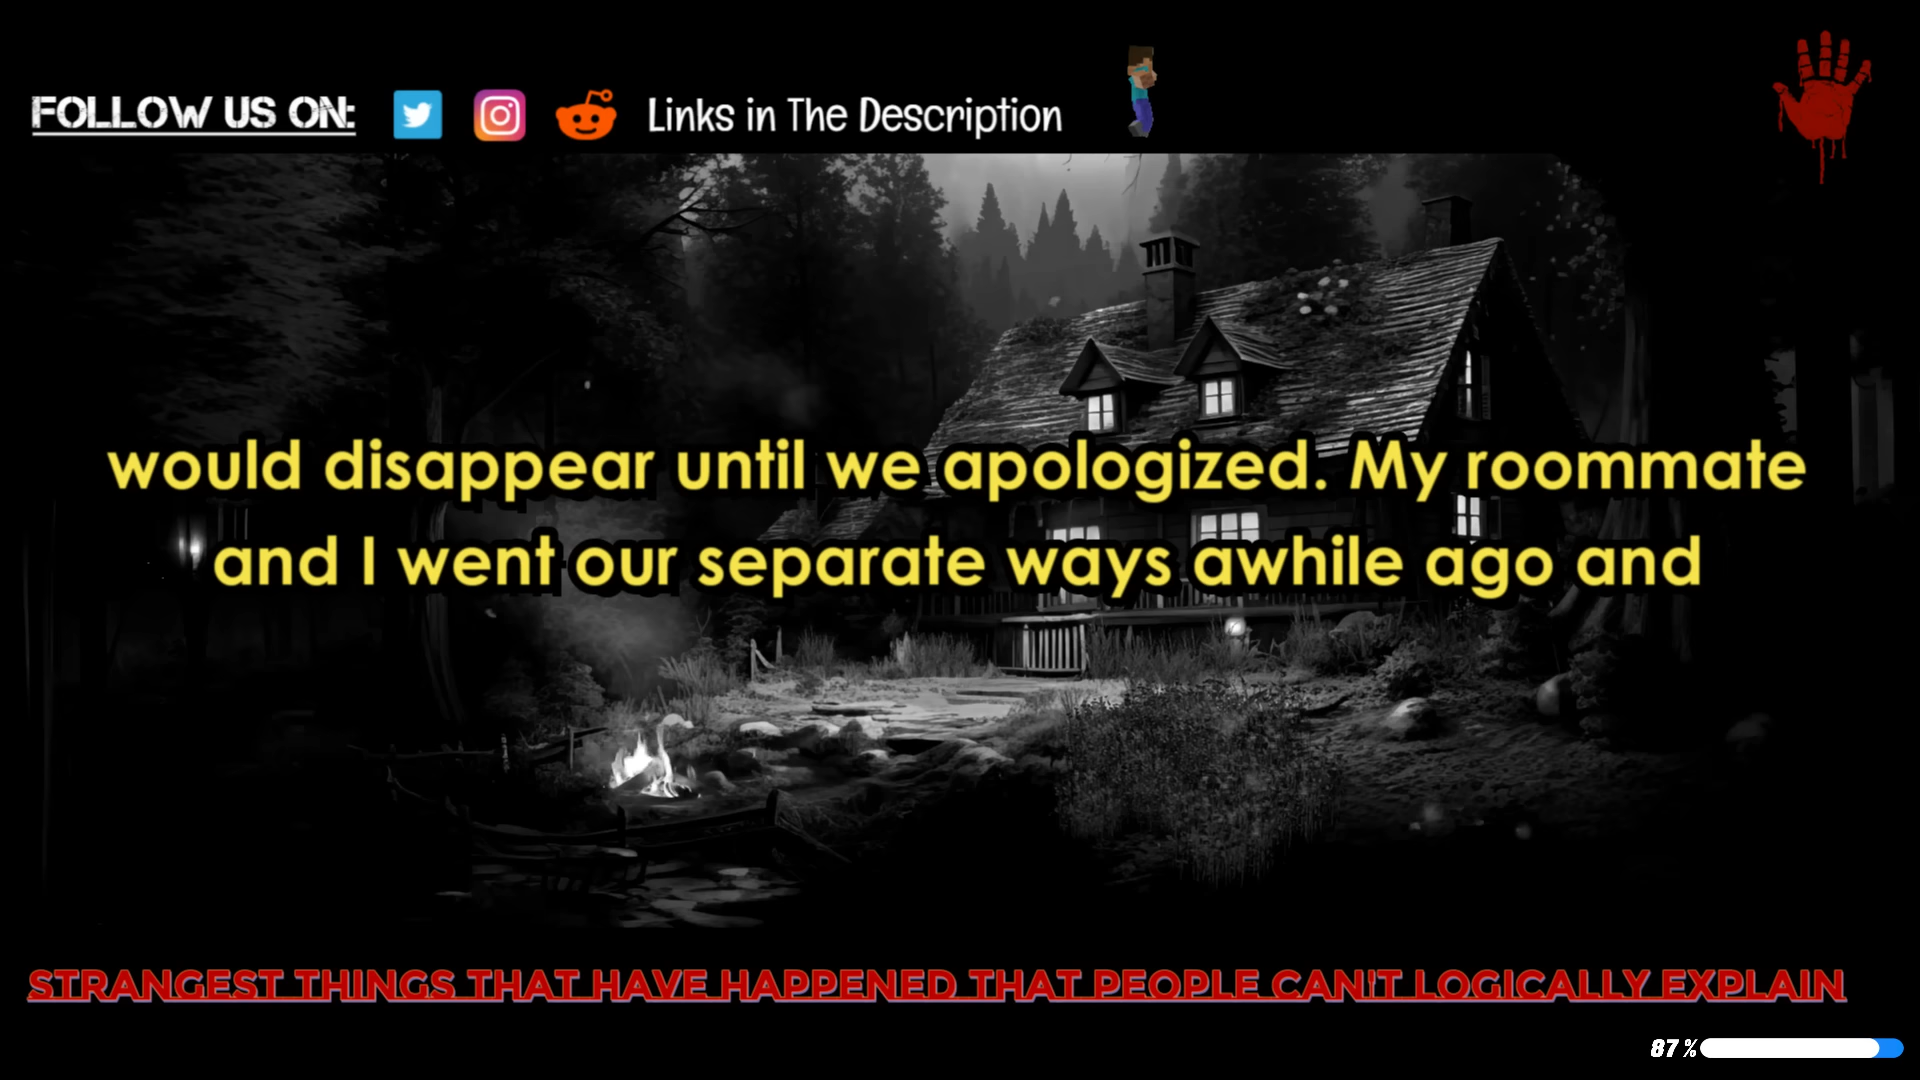 FOLLOW US ON:
Links in The Description
would disappear until we apologized. My roommate
and I went our separate ways awhile ago and
STRANGEST THINGS THAT HAVE HAPPENED THAT PEOPLE CAN'T LOGICALLY EXPLAIN
87 %